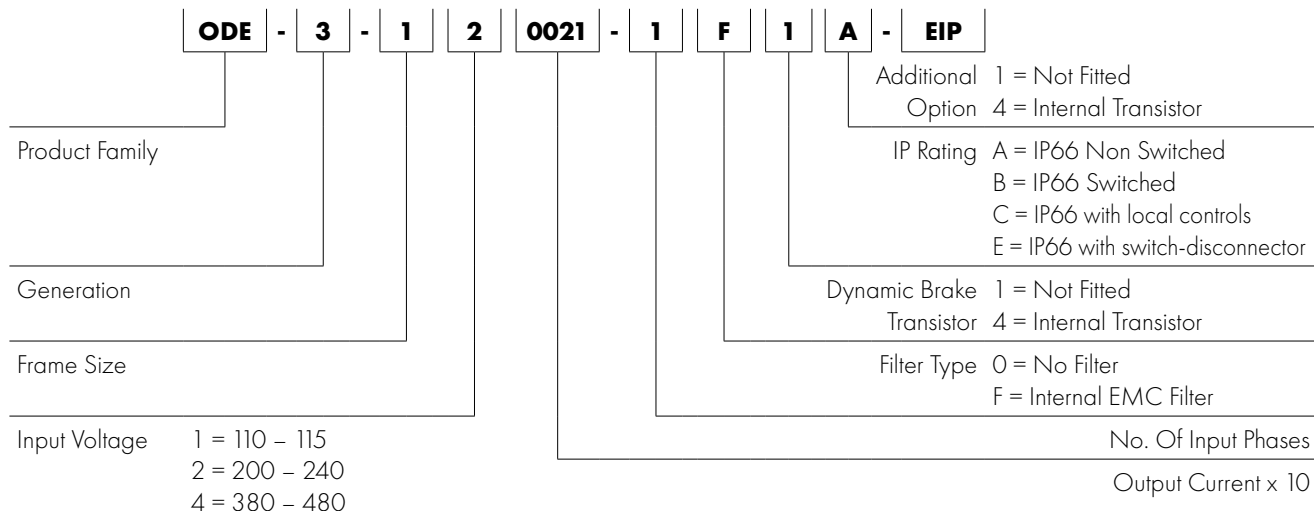 ODE - 3 - 1 2 0021 - 1 F 1 A - EIP
Additional Option 1 = Not Fitted
4 = Internal Transistor
Product Family
IP Rating A = IP66 Non Switched
B = IP66 Switched
C = IP66 with local controls
E = IP66 with switch-disconnector
Generation
Dynamic Brake Transistor 1 = Not Fitted
4 = Internal Transistor
Frame Size
Filter Type 0 = No Filter
F = Internal EMC Filter
Input Voltage 1 = 110 – 115
2 = 200 – 240
4 = 380 – 480
No. Of Input Phases
Output Current x 10